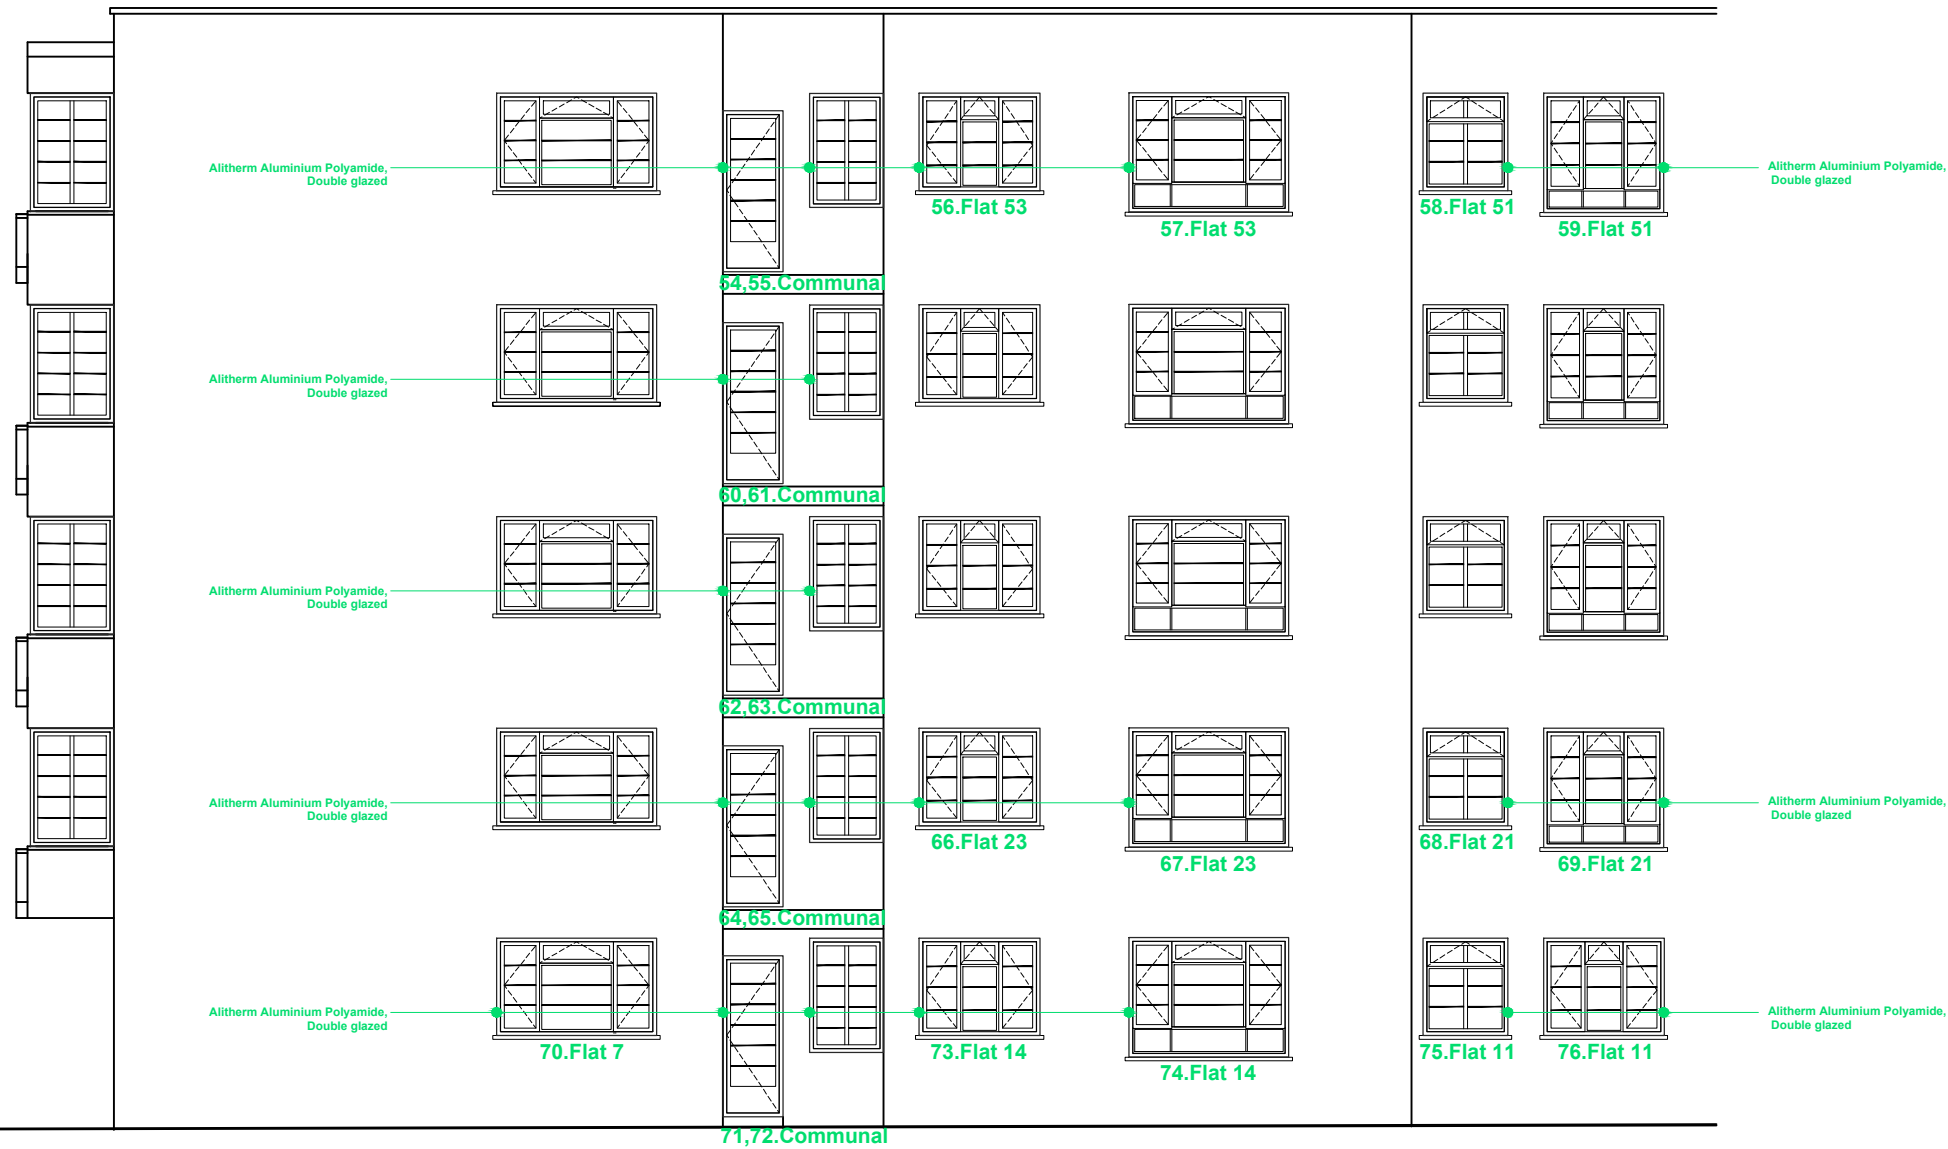 Alitherm Aluminium Polyamide,
Double glazed
Alitherm Aluminium Polyamide,
Double glazed
56.Flat 53
58.Flat 51
57.Flat 53
59.Flat 51
54,55.Communal
Alitherm Aluminium Polyamide,
Double glazed
60,61.Communal
Alitherm Aluminium Polyamide,
Double glazed
62,63.Communal
Alitherm Aluminium Polyamide,
Double glazed
Alitherm Aluminium Polyamide,
Double glazed
66.Flat 23
68.Flat 21
67.Flat 23
69.Flat 21
64,65.Communal
Alitherm Aluminium Polyamide,
Double glazed
Alitherm Aluminium Polyamide,
Double glazed
70.Flat 7
73.Flat 14
75.Flat 11
76.Flat 11
74.Flat 14
71,72.Communal